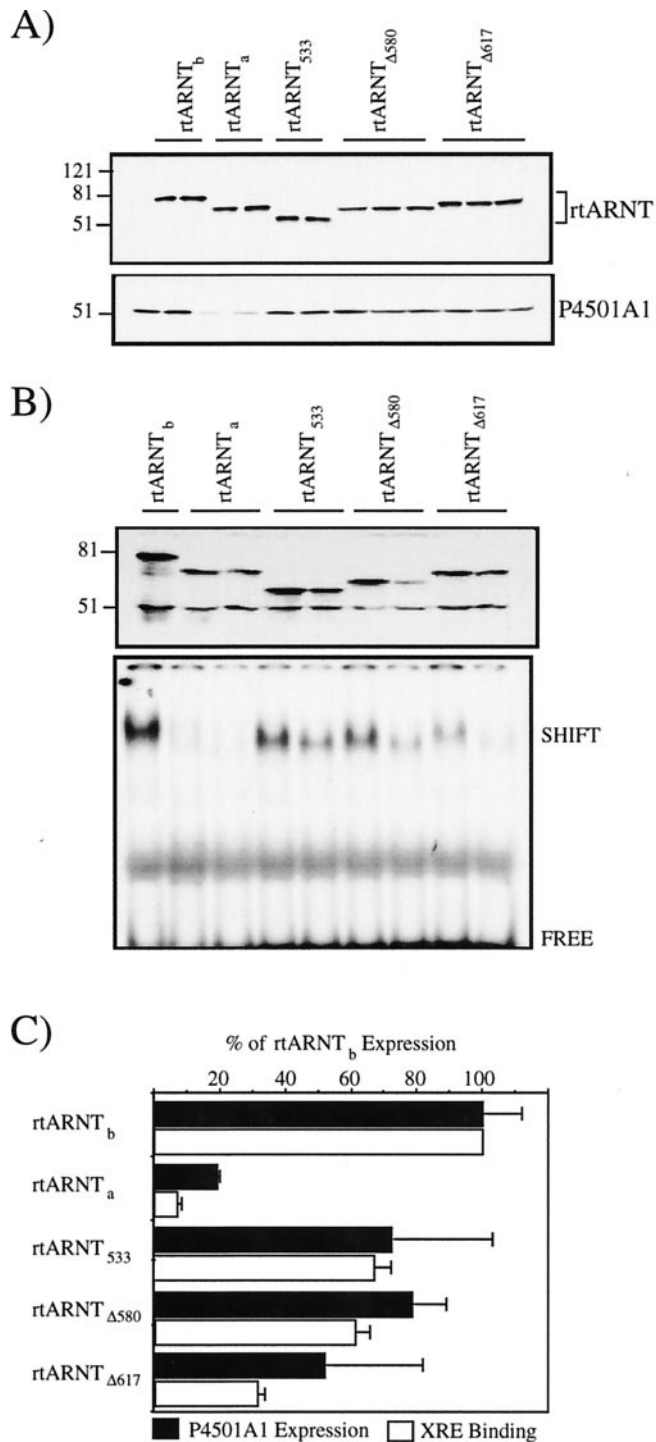 A)
rtARNTb
rtARNTa
rtARNT533
rtARNTΔ580
rtARNTΔ617
121
81
51
rtARNT
51
P4501A1
B)
rtARNTb
rtARNTa
rtARNT533
rtARNTΔ580
rtARNTΔ617
81
51
SHIFT
FREE
C)
% of rtARNTb Expression
20 40 60 80 100
rtARNTb
rtARNTa
rtARNT533
rtARNTΔ580
rtARNTΔ617
P4501A1 Expression XRE Binding